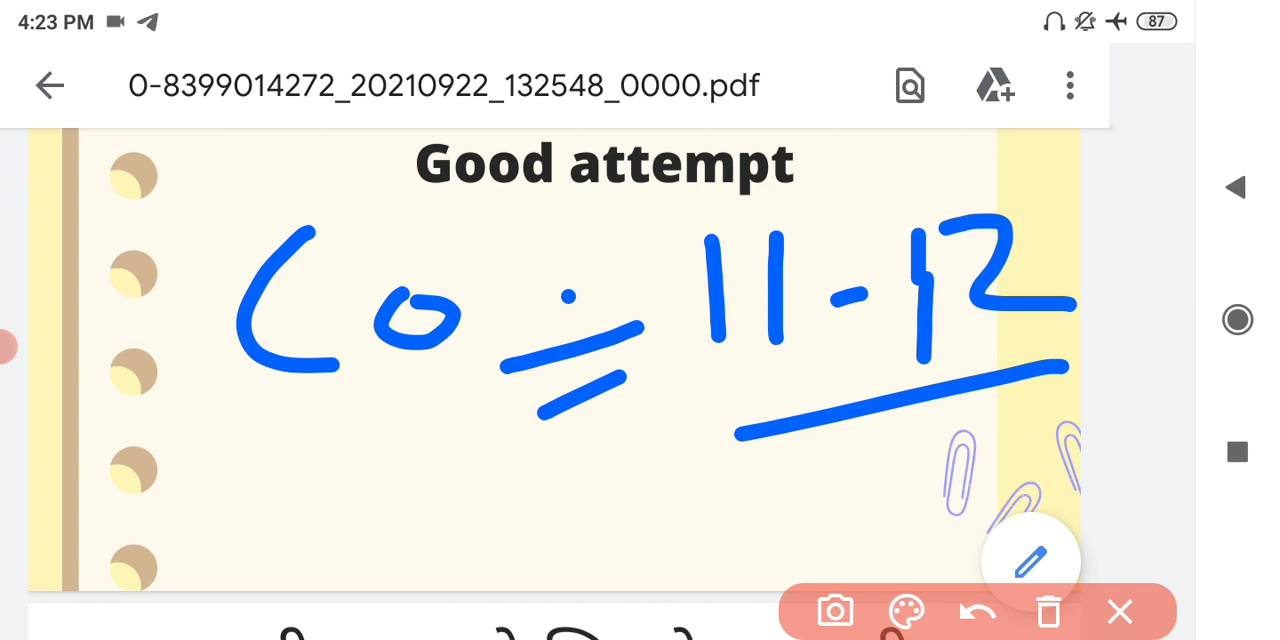 4:23 PM
87
0-8399014272_20210922_132548_0000.pdf
Good attempt
Co = 11-12